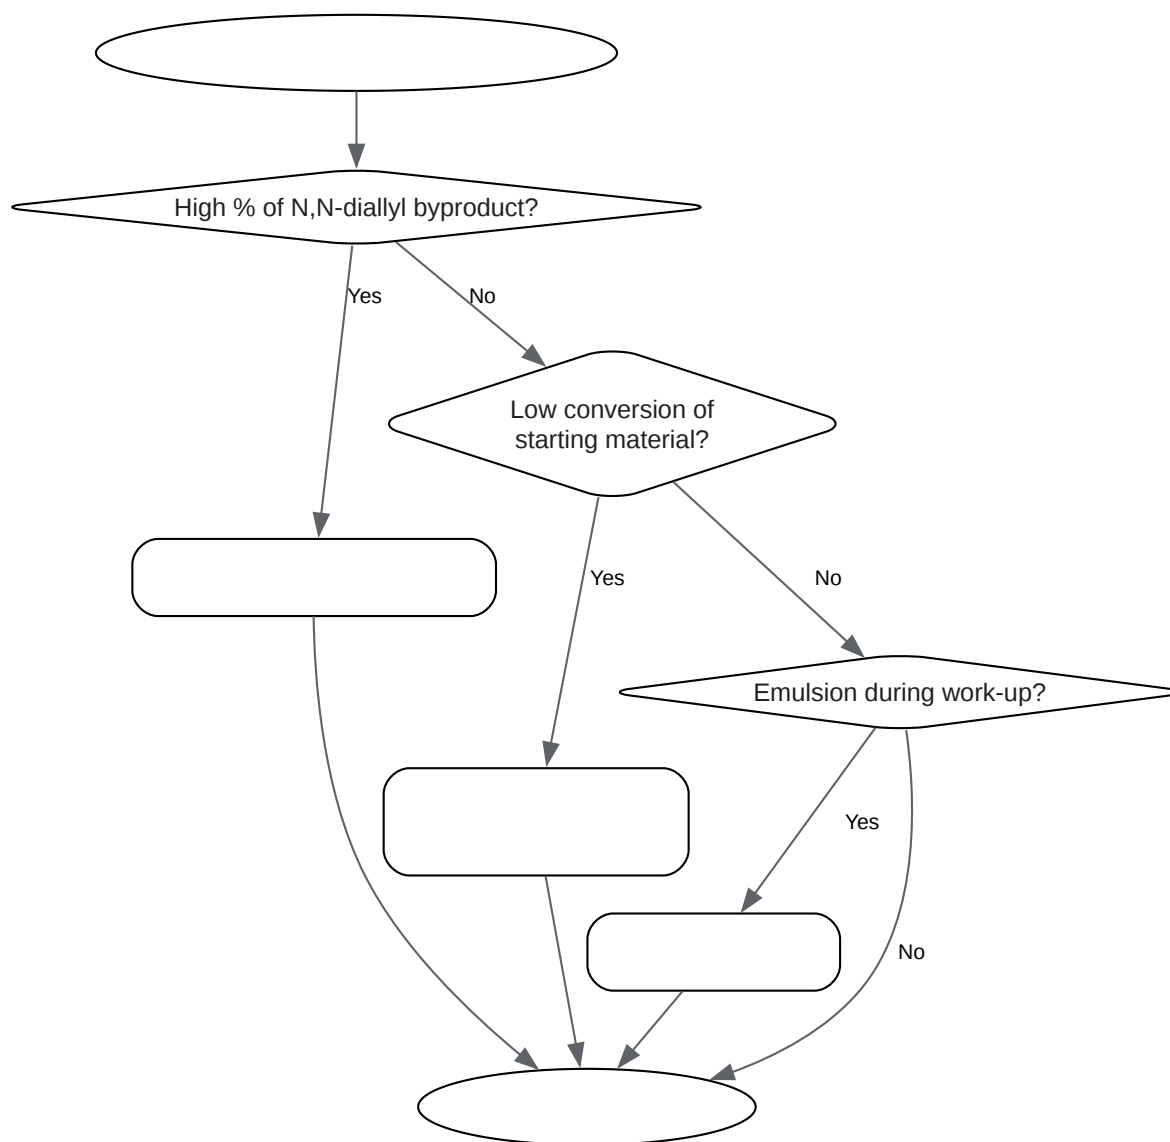 High % of N,N-diallyl byproduct?
Yes
No
Low conversion of
starting material?
Yes
No
Emulsion during work-up?
Yes
No